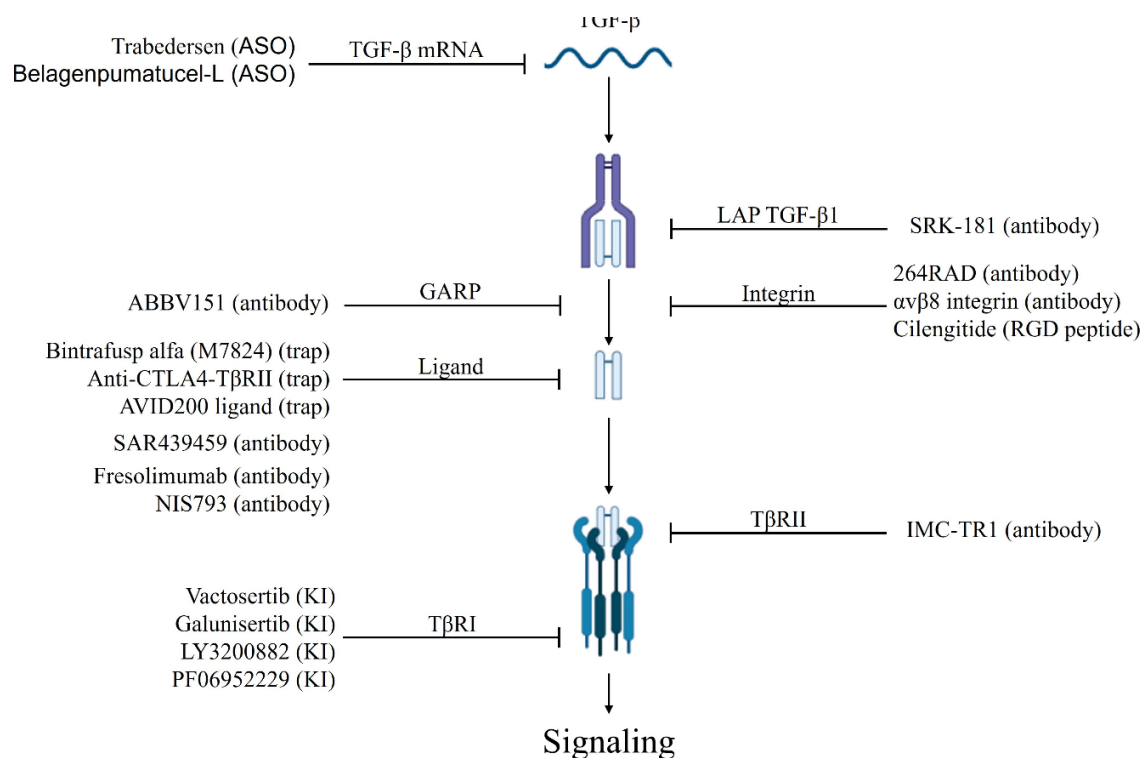 TGF-β
Trabedersen (ASO)
Belagenpumatucel-L (ASO)
TGF-β mRNA
LAP TGF-β1
SRK-181 (antibody)
ABBV151 (antibody)
GARP
Integrin
264RAD (antibody)
αvβ8 integrin (antibody)
Cilengitide (RGD peptide)
Bintrafusp alfa (M7824) (trap)
Anti-CTLA4-TβRII (trap)
AVID200 ligand (trap)
Ligand
SAR439459 (antibody)
Fresolimumab (antibody)
NIS793 (antibody)
TβRII
IMC-TR1 (antibody)
Vactosertib (KI)
Galunisertib (KI)
LY3200882 (KI)
PF06952229 (KI)
TβRI
Signaling